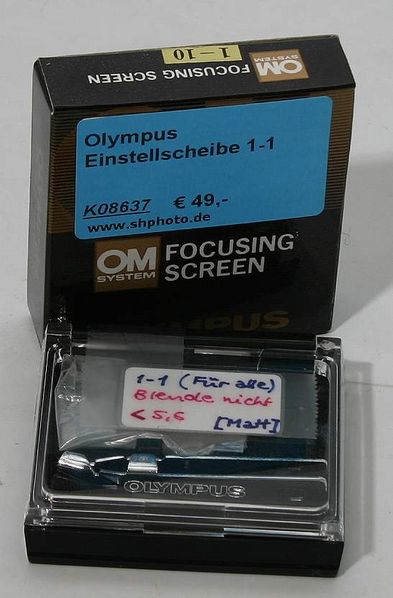 1-10
OM
SYSTEM
FOCUSING SCREEN
Olympus
Einstellscheibe 1-1
K08637 € 49,-
www.shphoto.de
OM
SYSTEM
FOCUSING
SCREEN
OLYMPUS
1-1 (Für alle)
Blende nicht
< 5,6 [Matt]
OLYMPUS